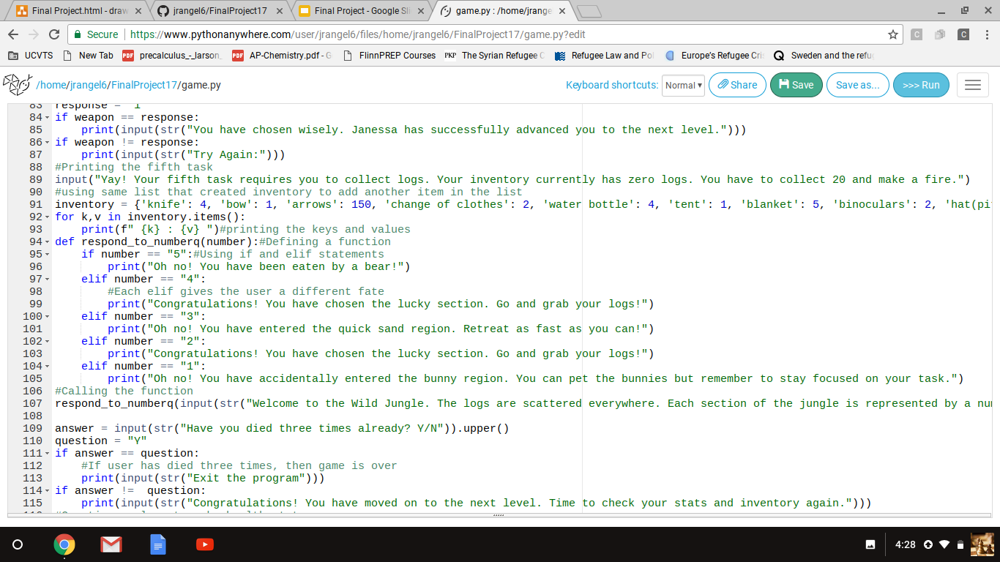 Final Project.html - draw
jrangel6/FinalProject17
Final Project - Google Sli
game.py : /home/jrange
Secure https://www.pythonanywhere.com/user/jrangel6/files/home/jrangel6/FinalProject17/game.py?edit
UCVTS New Tab PDF precalculus_-_larson_ PDF AP-Chemistry.pdf - G FlinnPREP Courses PKP The Syrian Refugee C Refugee Law and Pol Europe's Refugee Cri Sweden and the refug
/home/jrangel6/FinalProject17/game.py Keyboard shortcuts: Normal Share Save Save as... >>> Run
83 response = "1"
84 if weapon == response:
85 print(input(str("You have chosen wisely. Janessa has successfully advanced you to the next level.")))
86 if weapon != response:
87 print(input(str("Try Again:")))
88 #Printing the fifth task
89 input("Yay! Your fifth task requires you to collect logs. Your inventory currently has zero logs. You have to collect 20 and make a fire.")
90 #using same list that created inventory to add another item in the list
91 inventory = {'knife': 4, 'bow': 1, 'arrows': 150, 'change of clothes': 2, 'water bottle': 4, 'tent': 1, 'blanket': 5, 'binoculars': 2, 'hat(pi
92 for k,v in inventory.items():
93 print(f" {k} : {v} ")#printing the keys and values
94 def respond_to_numberq(number):#Defining a function
95 if number == "5":#Using if and elif statements
96 print("Oh no! You have been eaten by a bear!")
97 elif number == "4":
98 #Each elif gives the user a different fate
99 print("Congratulations! You have chosen the lucky section. Go and grab your logs!")
100 elif number == "3":
101 print("Oh no! You have entered the quick sand region. Retreat as fast as you can!")
102 elif number == "2":
103 print("Congratulations! You have chosen the lucky section. Go and grab your logs!")
104 elif number == "1":
105 print("Oh no! You have accidentally entered the bunny region. You can pet the bunnies but remember to stay focused on your task.")
106 #Calling the function
107 respond_to_numberq(input(str("Welcome to the Wild Jungle. The logs are scattered everywhere. Each section of the jungle is represented by a nu
108
109 answer = input(str("Have you died three times already? Y/N")).upper()
110 question = "Y"
111 if answer == question:
112 #If user has died three times, then game is over
113 print(input(str("Exit the program")))
114 if answer != question:
115 print(input(str("Congratulations! You have moved on to the next level. Time to check your stats and inventory again.")))
4:28